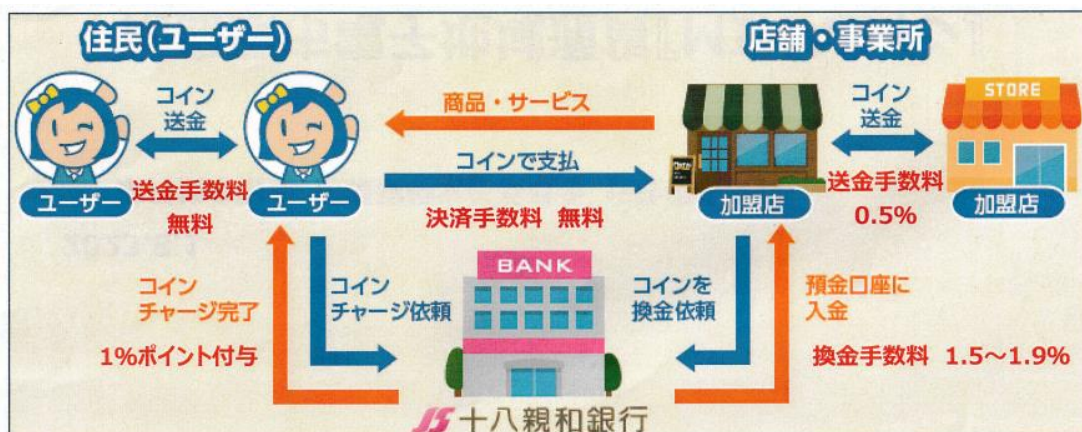 住民(ユーザー)
店舗・事業所
コイン
送金
商品・サービス
コイン
送金
STORE
コインで支払
OPEN
ユーザー
送金手数料
無料
ユーザー
決済手数料 無料
加盟店
送金手数料
0.5%
加盟店
BANK
コイン
チャージ完了
コイン
チャージ依頼
コインを
換金依頼
預金口座に
入金
1%ポイント付与
換金手数料 1.5～1.9%
十八親和銀行